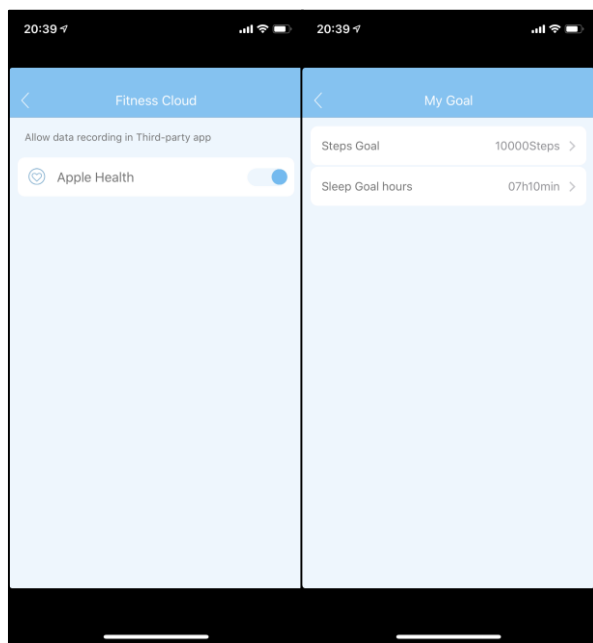 20:39
Fitness Cloud
Allow data recording in Third-party app
Apple Health
20:39
My Goal
Steps Goal 10000Steps
Sleep Goal hours 07h10min